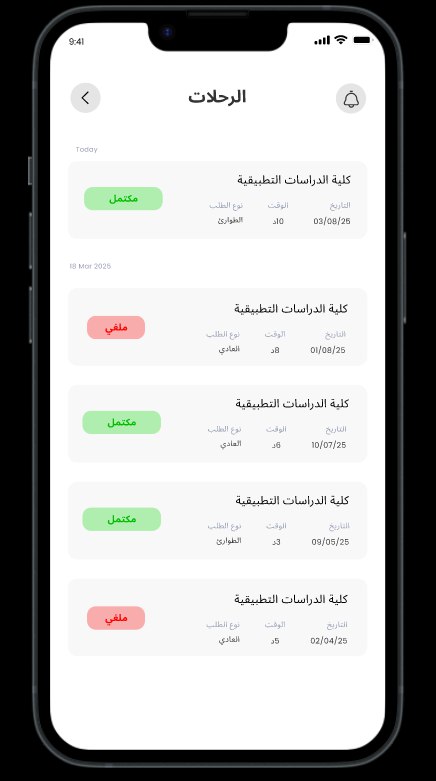 9:41
الرحلات
Today
كلية الدراسات التطبيقية
التاريخ الوقت نوع الطلب
03/08/25 10د الطوارئ
مكتمل
18 Mar 2025
كلية الدراسات التطبيقية
التاريخ الوقت نوع الطلب
01/08/25 8د العادي
ملغي
كلية الدراسات التطبيقية
التاريخ الوقت نوع الطلب
10/07/25 6د العادي
مكتمل
كلية الدراسات التطبيقية
التاريخ الوقت نوع الطلب
09/05/25 3د الطوارئ
مكتمل
كلية الدراسات التطبيقية
التاريخ الوقت نوع الطلب
02/04/25 5د العادي
ملغي